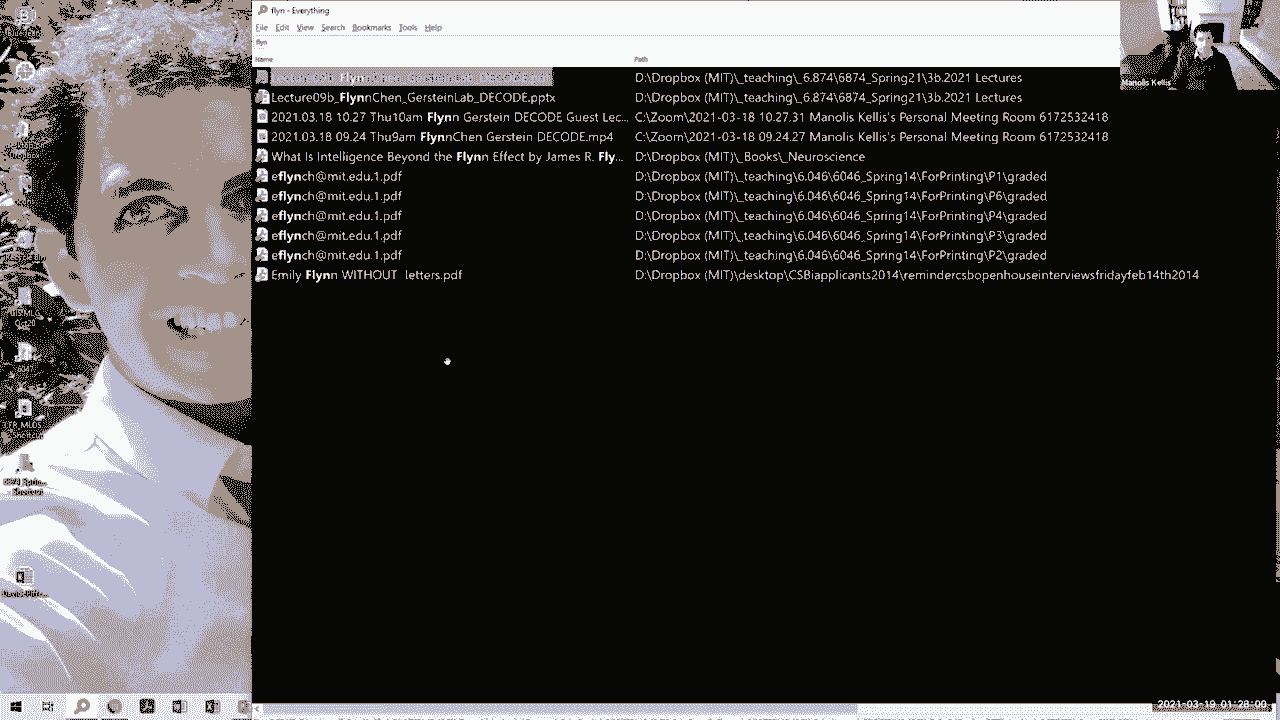 flyn - Everything
File Edit View Search Bookmarks Tools Help
flyn
Name Path
Flynn D:\Dropbox (MIT)\_teaching\_6.874\6874_Spring21\3b.2021 Lectures
Lecture09b_FlynnChen_GersteinLab_DECODE.pptx D:\Dropbox (MIT)\_teaching\_6.874\6874_Spring21\3b.2021 Lectures
2021.03.18 10.27 Thu10am Flynn Gerstein DECODE Guest Lec... C:\Zoom\2021-03-18 10.27.31 Manolis Kellis's Personal Meeting Room 6172532418
2021.03.18 09.24 Thu9am FlynnChen Gerstein DECODE.mp4 C:\Zoom\2021-03-18 09.24.27 Manolis Kellis's Personal Meeting Room 6172532418
What Is Intelligence Beyond the Flynn Effect by James R. Fly... D:\Dropbox (MIT)\_Books\_Neuroscience
eflynch@mit.edu.1.pdf D:\Dropbox (MIT)\_teaching\6.046\6046_Spring14\ForPrinting\P1\graded
eflynch@mit.edu.1.pdf D:\Dropbox (MIT)\_teaching\6.046\6046_Spring14\ForPrinting\P6\graded
eflynch@mit.edu.1.pdf D:\Dropbox (MIT)\_teaching\6.046\6046_Spring14\ForPrinting\P4\graded
eflynch@mit.edu.1.pdf D:\Dropbox (MIT)\_teaching\6.046\6046_Spring14\ForPrinting\P3\graded
eflynch@mit.edu.1.pdf D:\Dropbox (MIT)\_teaching\6.046\6046_Spring14\ForPrinting\P2\graded
Emily Flynn WITHOUT letters.pdf D:\Dropbox (MIT)\desktop\CSBiapplicants2014\remindercsbopenhouseinterviewsfridayfeb14th2014
Manolis Kellis
2021-03-19 01:28:00